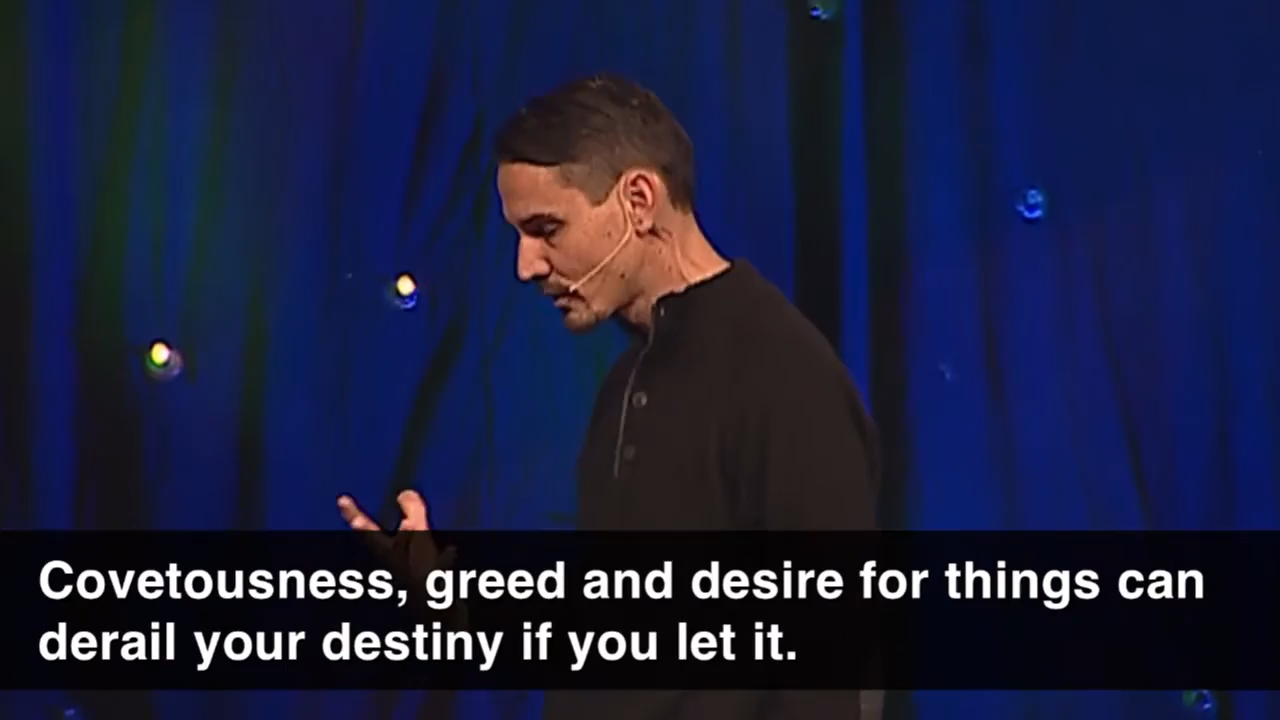 Covetousness, greed and desire for things can
derail your destiny if you let it.